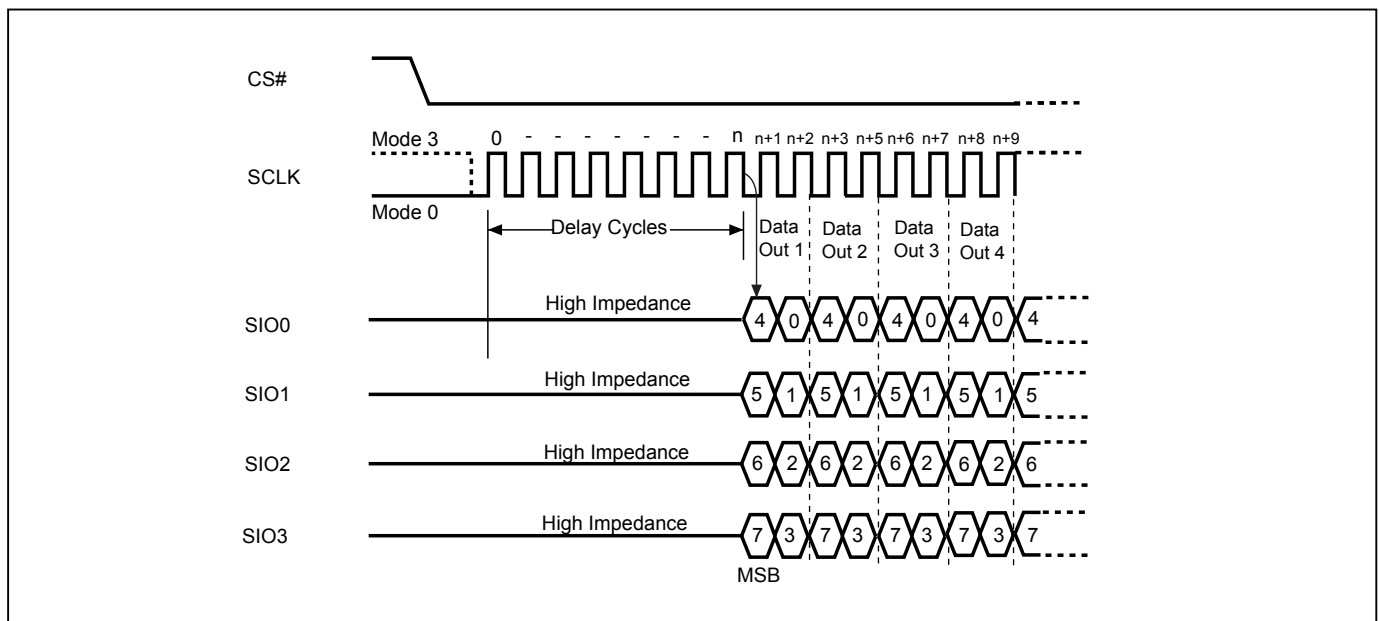 CS#
Mode 3 0 - - - - - - - n n+1 n+2 n+3 n+5 n+6 n+7 n+8 n+9
SCLK
Mode 0
Delay Cycles
Data Out 1
Data Out 2
Data Out 3
Data Out 4
High Impedance
SIO0 4 0 4 0 4 0 4 0 4
High Impedance
SIO1 5 1 5 1 5 1 5 1 5
High Impedance
SIO2 6 2 6 2 6 2 6 2 6
High Impedance
SIO3 7 3 7 3 7 3 7 3 7
MSB